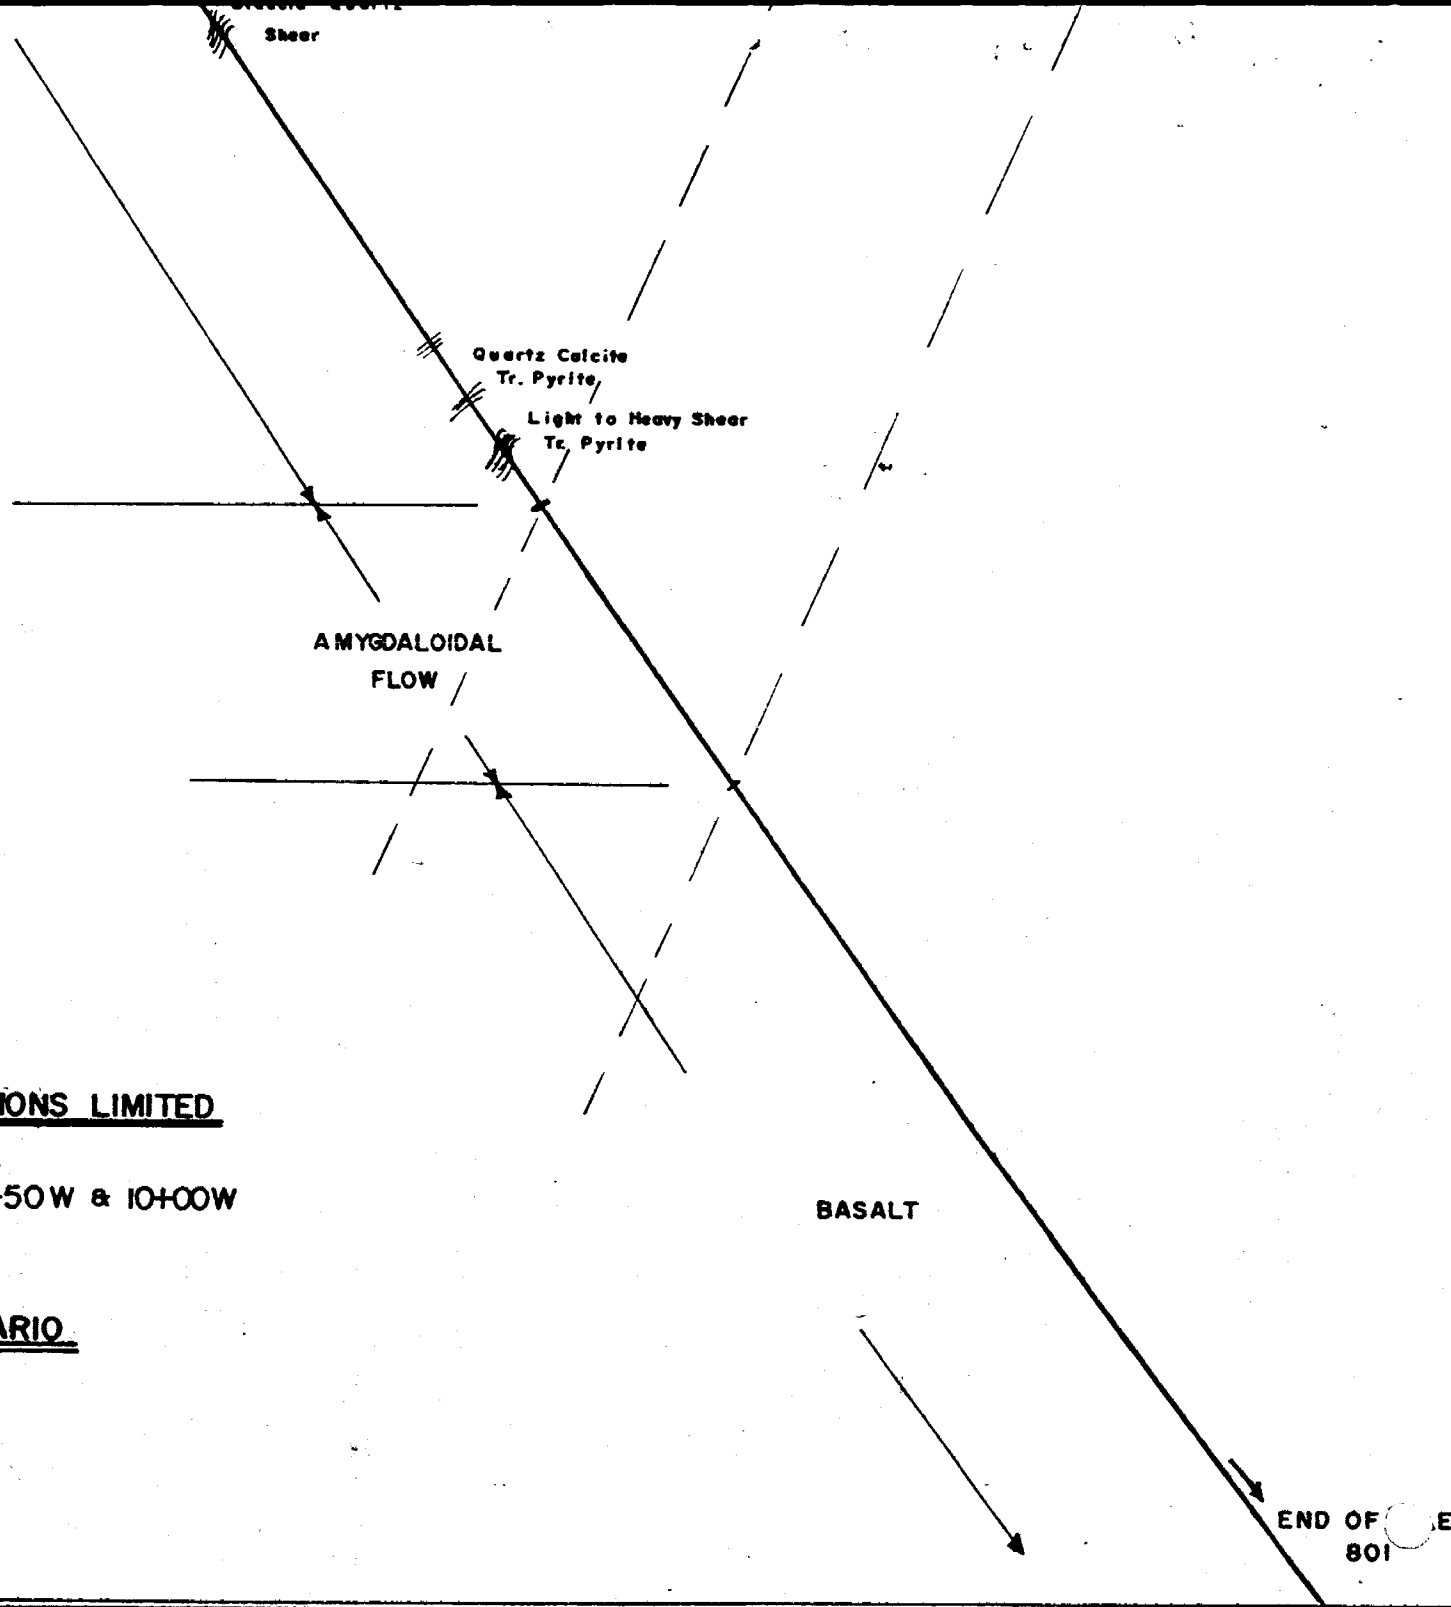 Shear
Quartz Calcite
Tr. Pyrite
Light to Heavy Shear
Tr. Pyrite
AMYGDALOIDAL
FLOW
IONS LIMITED
50W & 10+00W
BASALT
ARIO
END OF
801